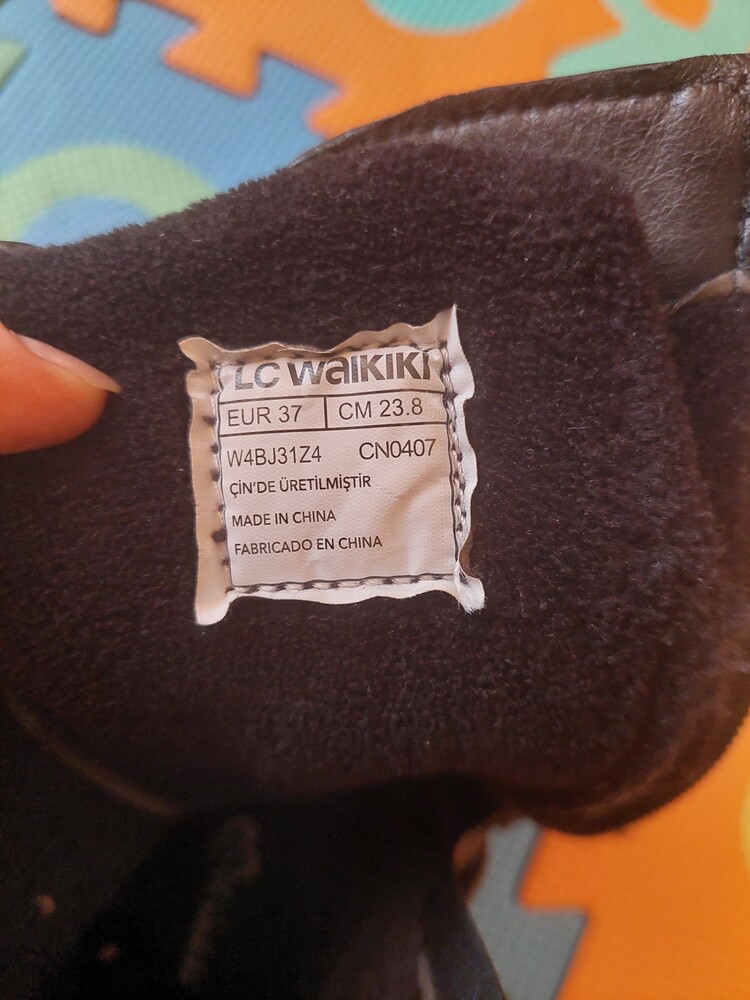 LC Waikiki
EUR 37 CM 23.8
W4BJ31Z4 CN0407
ÇİN'DE ÜRETİLMİŞTİR
MADE IN CHINA
FABRICADO EN CHINA